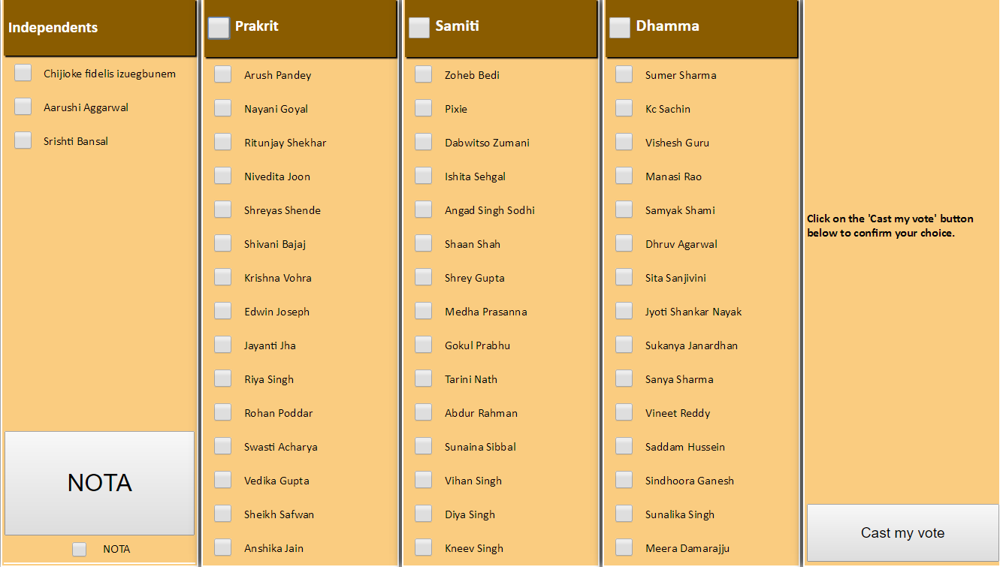 Independents
Chijioke fidelis izuegbunem
Aarushi Aggarwal
Srishti Bansal
NOTA
NOTA
Prakrit
Arush Pandey
Nayani Goyal
Ritunjay Shekhar
Nivedita Joon
Shreyas Shende
Shivani Bajaj
Krishna Vohra
Edwin Joseph
Jayanti Jha
Riya Singh
Rohan Poddar
Swasti Acharya
Vedika Gupta
Sheikh Safwan
Anshika Jain
Samiti
Zoheb Bedi
Pixie
Dabwitso Zumani
Ishita Sehgal
Angad Singh Sodhi
Shaan Shah
Shrey Gupta
Medha Prasanna
Gokul Prabhu
Tarini Nath
Abdur Rahman
Sunaina Sibbal
Vihan Singh
Diya Singh
Kneev Singh
Dhamma
Sumer Sharma
Kc Sachin
Vishesh Guru
Manasi Rao
Samyak Shami
Dhruv Agarwal
Sita Sanjivini
Jyoti Shankar Nayak
Sukanya Janardhan
Sanya Sharma
Vineet Reddy
Saddam Hussein
Sindhoora Ganesh
Sunalika Singh
Meera Damarajju
Click on the 'Cast my vote' button
below to confirm your choice.
Cast my vote